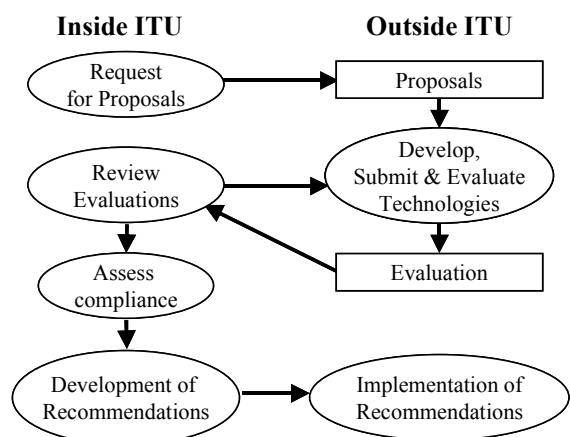 Inside ITU
Outside ITU
Request
for Proposals
Proposals
Develop,
Submit & Evaluate
Technologies
Review
Evaluations
Evaluation
Assess
compliance
Development of
Recommendations
Implementation of
Recommendations